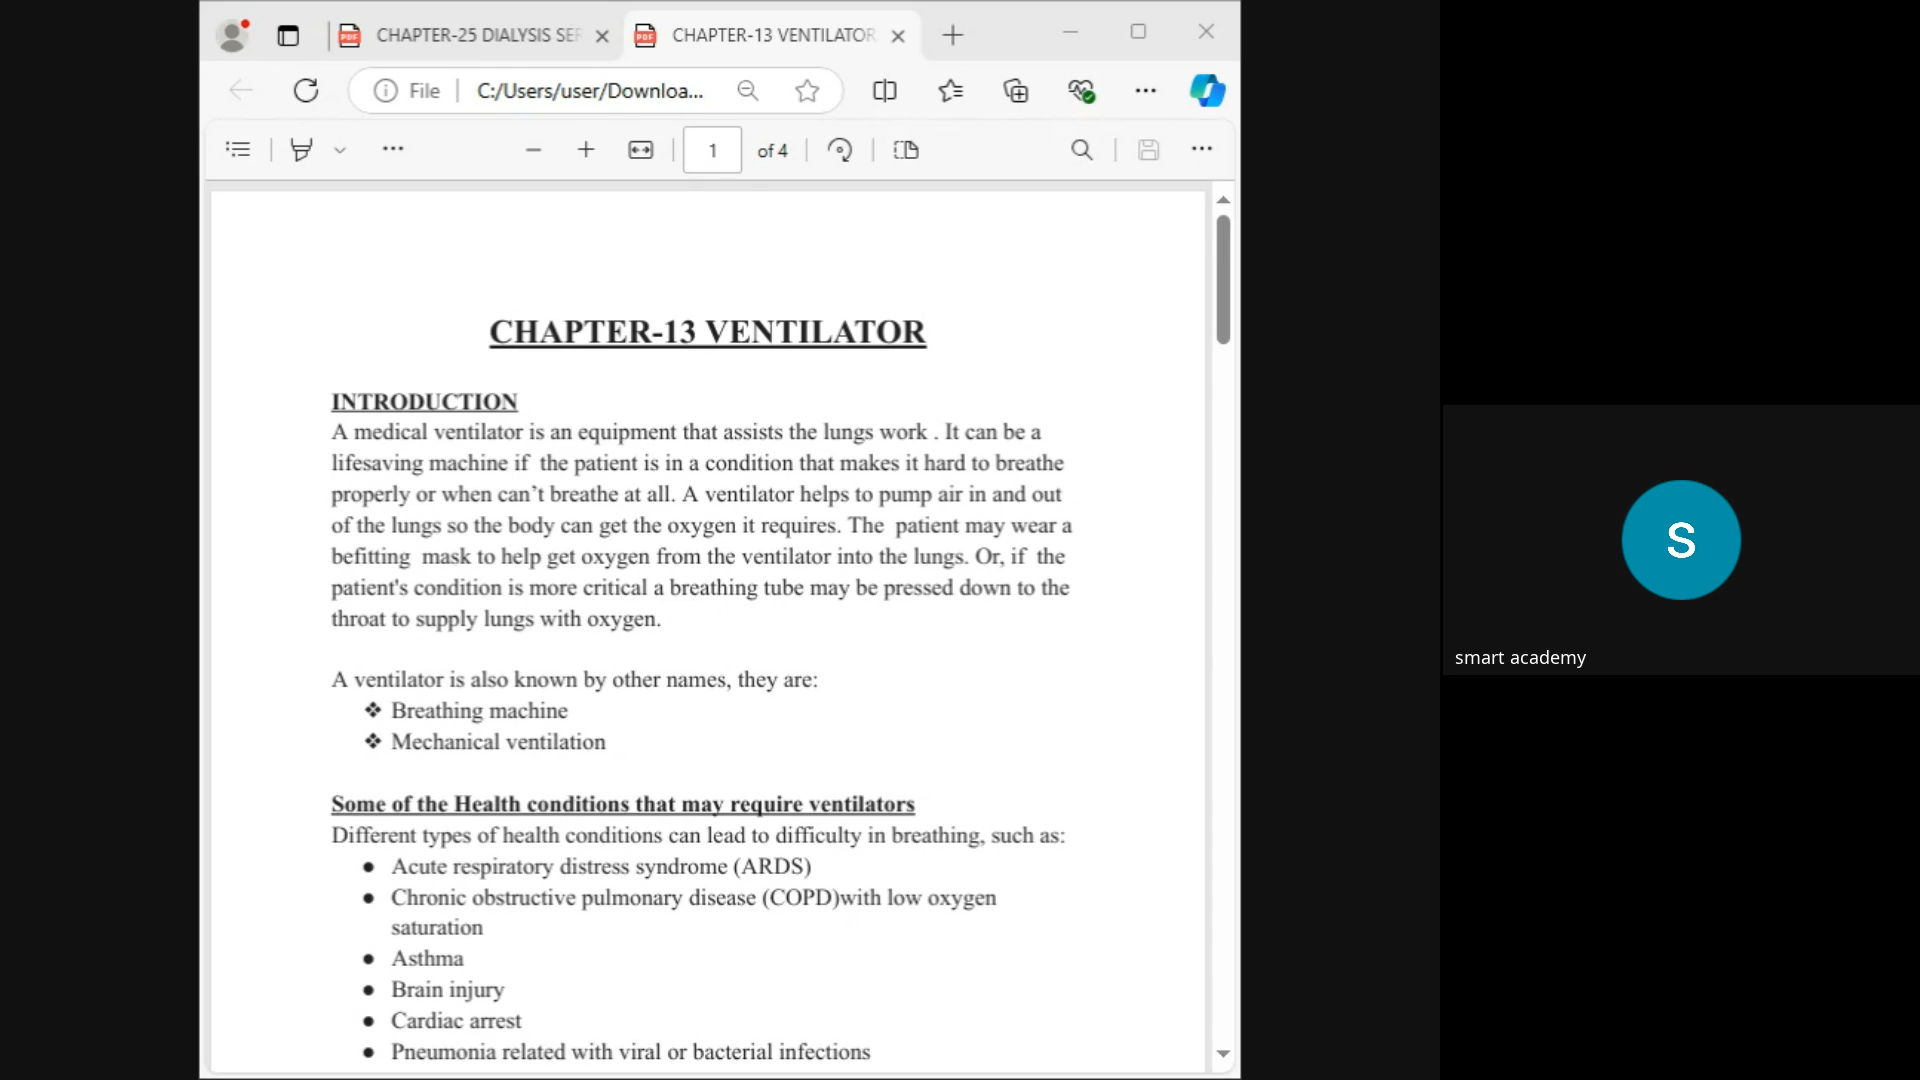 CHAPTER-25 DIALYSIS SER
CHAPTER-13 VENTILATOR
File
C:/Users/user/Downloa...
1 of 4
CHAPTER-13 VENTILATOR
INTRODUCTION
A medical ventilator is an equipment that assists the lungs work . It can be a
lifesaving machine if the patient is in a condition that makes it hard to breathe
properly or when can’t breathe at all. A ventilator helps to pump air in and out
of the lungs so the body can get the oxygen it requires. The patient may wear a
befitting mask to help get oxygen from the ventilator into the lungs. Or, if the
patient's condition is more critical a breathing tube may be pressed down to the
throat to supply lungs with oxygen.
A ventilator is also known by other names, they are:
❖ Breathing machine
❖ Mechanical ventilation
Some of the Health conditions that may require ventilators
Different types of health conditions can lead to difficulty in breathing, such as:
● Acute respiratory distress syndrome (ARDS)
● Chronic obstructive pulmonary disease (COPD)with low oxygen
saturation
● Asthma
● Brain injury
● Cardiac arrest
● Pneumonia related with viral or bacterial infections
S
smart academy